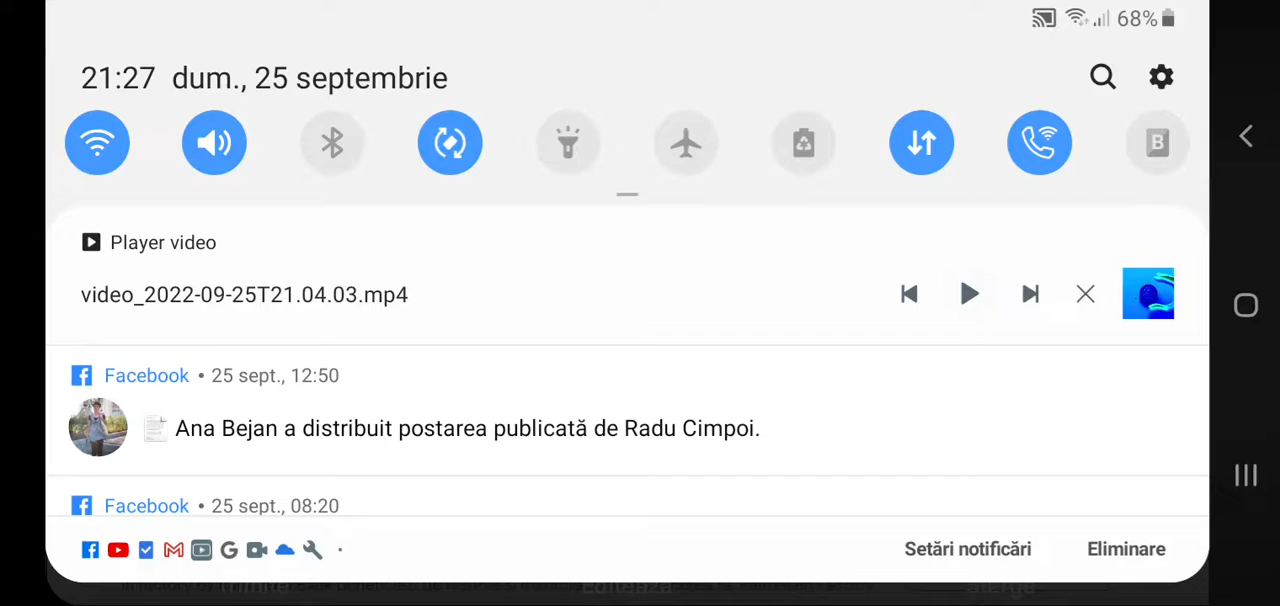 68%
21:27 dum., 25 septembrie
B
Player video
video_2022-09-25T21.04.03.mp4
Facebook • 25 sept., 12:50
Ana Bejan a distribuit postarea publicată de Radu Cimpoi.
Facebook • 25 sept., 08:20
Setări notificări Eliminare